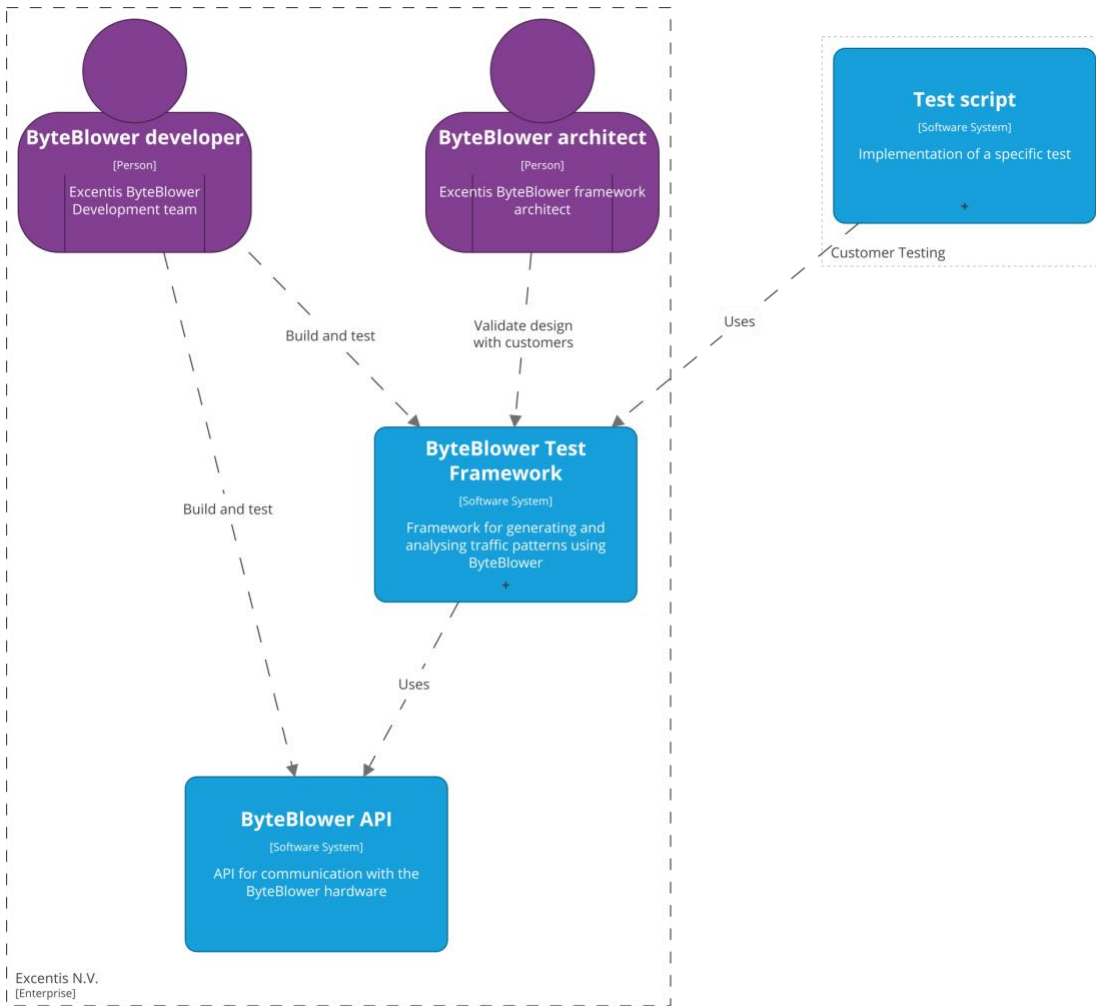 ByteBlower developer
[Person]
Excentis ByteBlower
Development team
ByteBlower architect
[Person]
Excentis ByteBlower framework
architect
Test script
[Software System]
Implementation of a specific test
+
Customer Testing
Build and test
Validate design
with customers
Uses
ByteBlower Test
Framework
[Software System]
Framework for generating and
analysing traffic patterns using
ByteBlower
+
Build and test
Uses
ByteBlower API
[Software System]
API for communication with the
ByteBlower hardware
Excentis N.V.
[Enterprise]